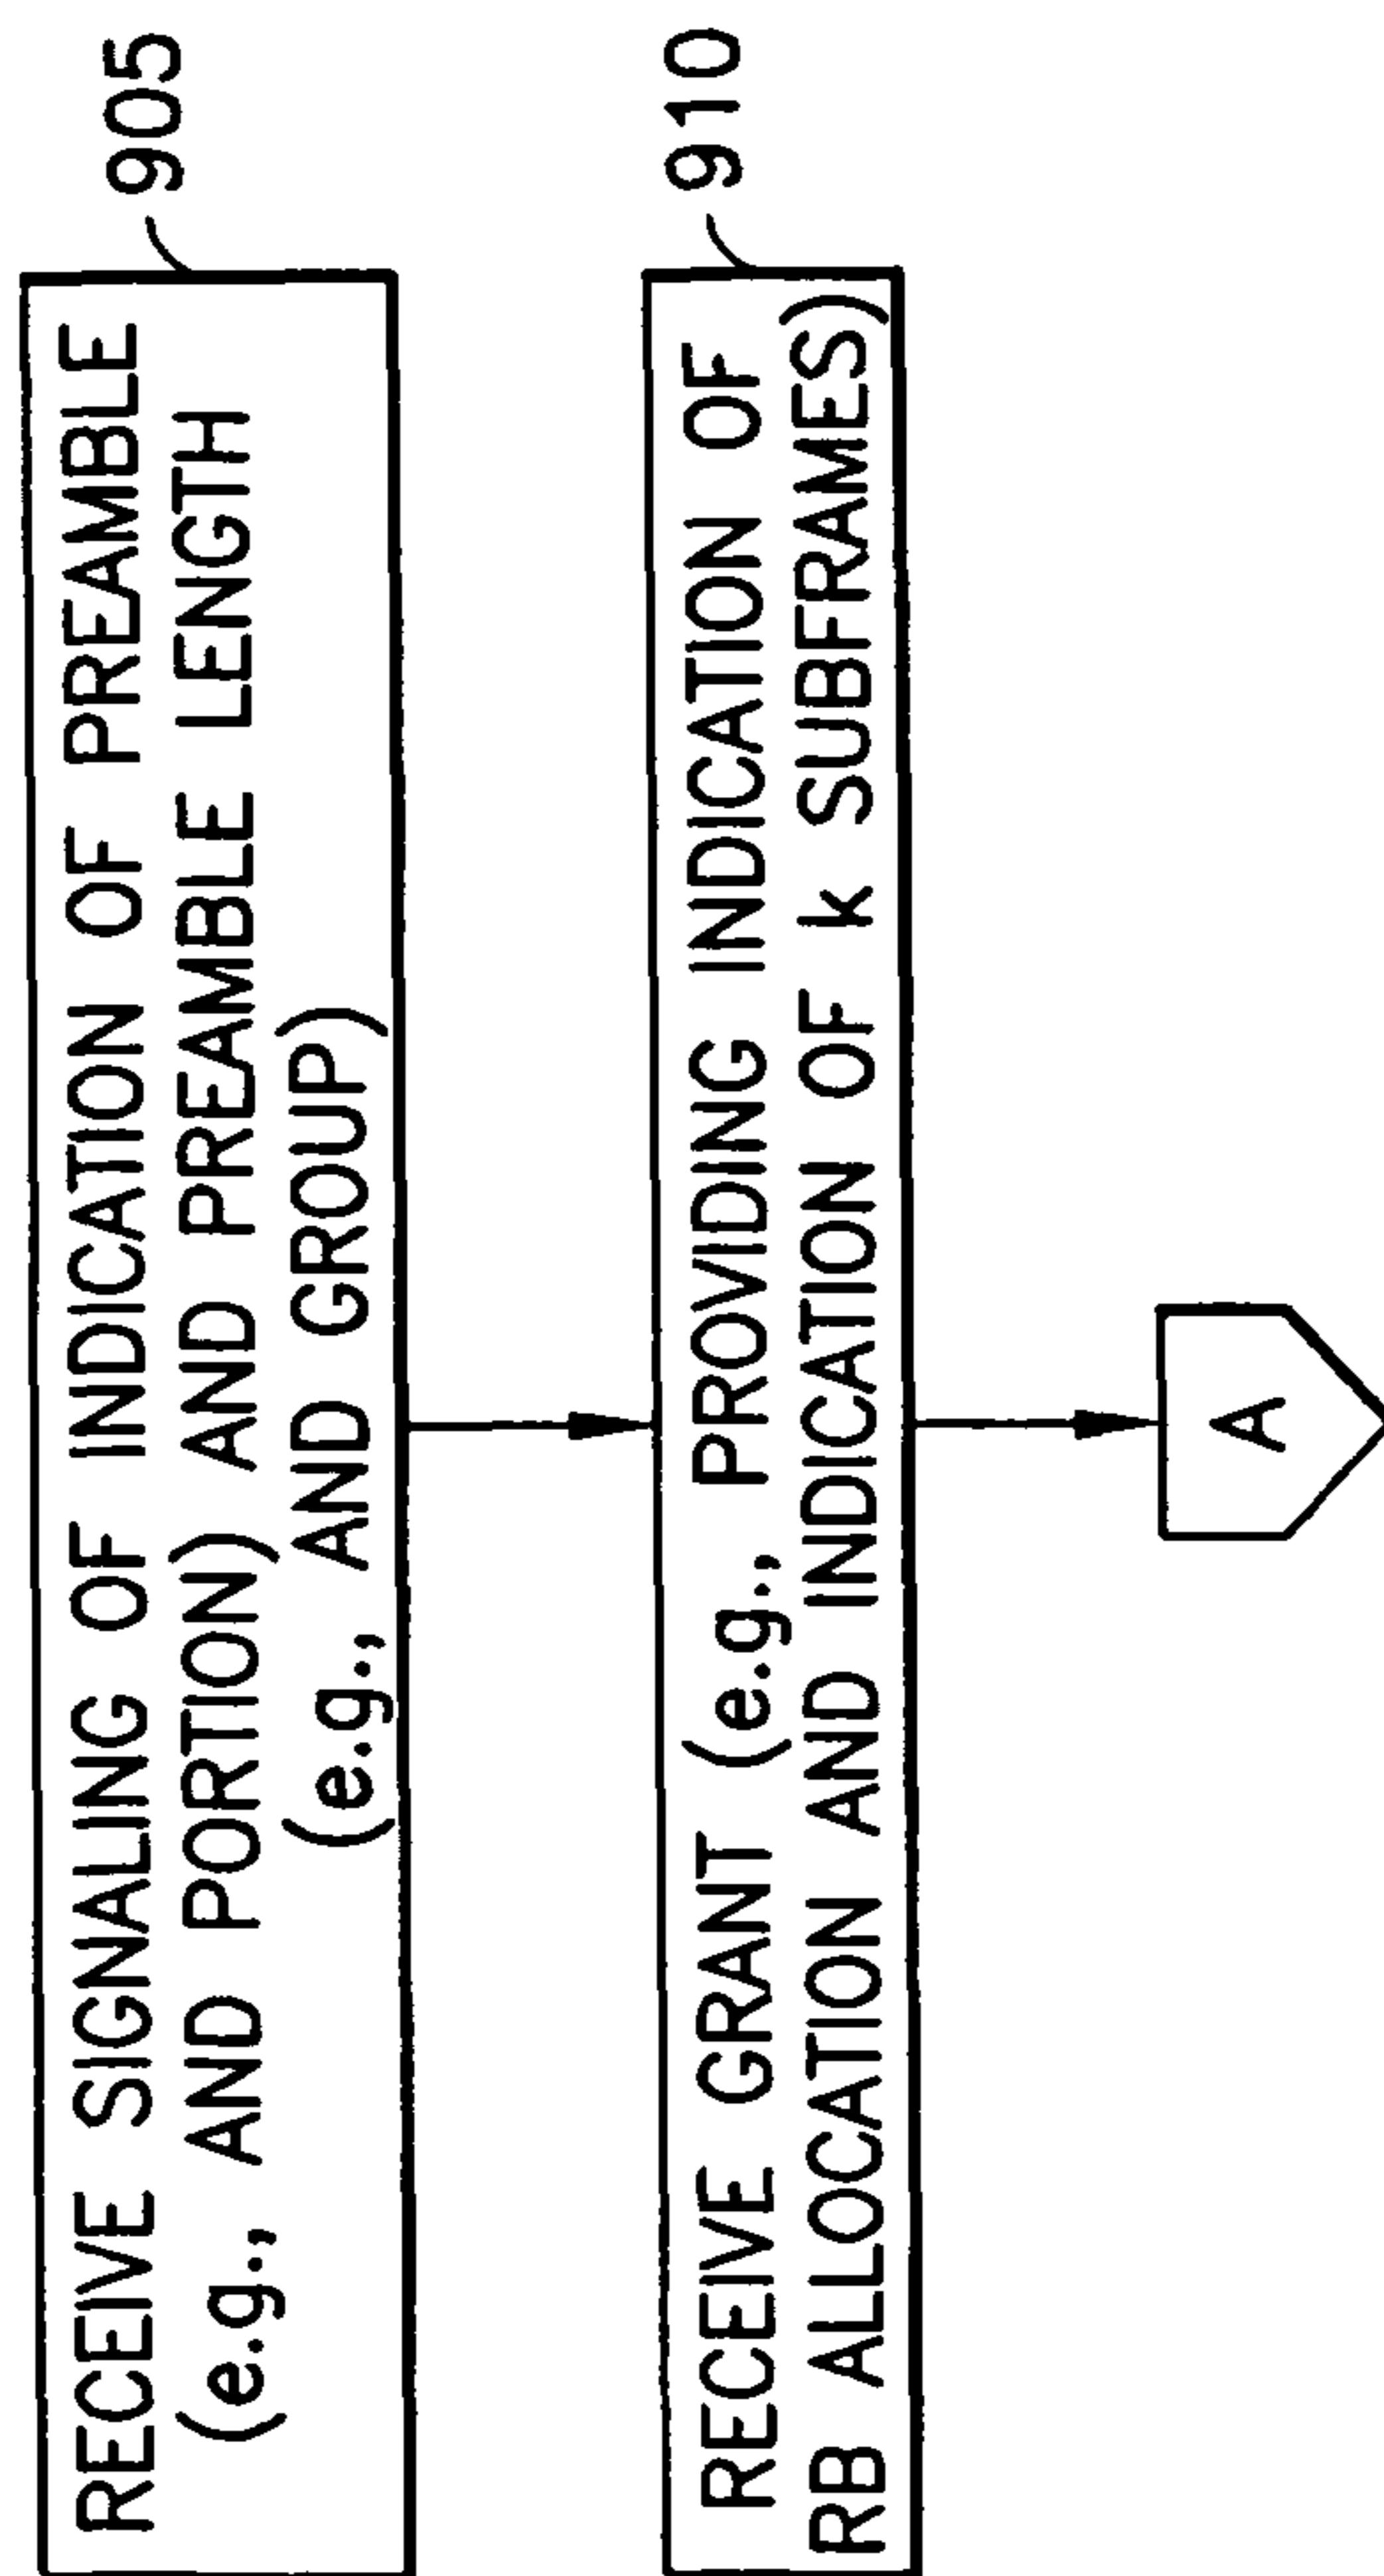 RECEIVE SIGNALING OF INDICATION OF PREAMBLE
(e.g., AND PORTION) AND PREAMBLE LENGTH
(e.g., AND GROUP)
905
RECEIVE GRANT (e.g., PROVIDING INDICATION OF
RB ALLOCATION AND INDICATION OF k SUBFRAMES)
910
A